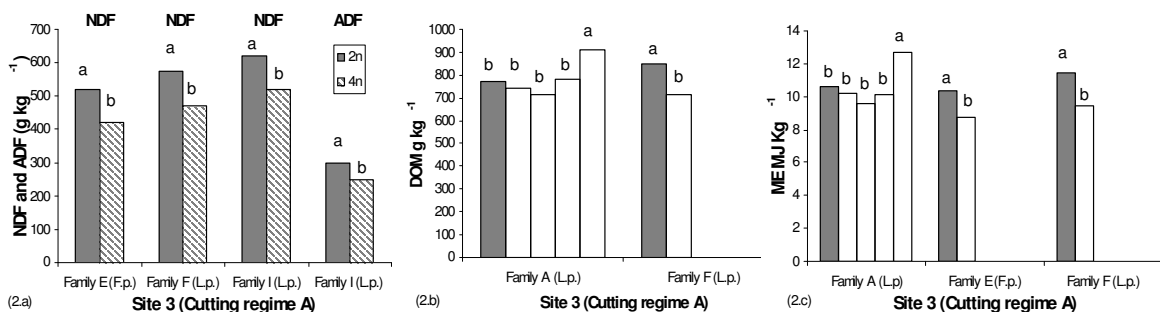 NDF NDF NDF ADF
700
600
500
400
300
200
100
0
NDF and ADF (g kg -1)
a
b
a
b
a
b
a
b
2n
4n
Family E (F.p.) Family F (L.p.) Family I (L.p.) Family I (L.p.)
(2.a) Site 3 (Cutting regime A)
1000
900
800
700
600
500
400
300
200
100
0
DOM g kg -1
b b b b a
a
b
Family A (L.p.) Family F (L.p.)
(2.b) Site 3 (Cutting regime A)
14
12
10
8
6
4
2
0
MEMJ Kg -1
b b b b a
a
b
a
b
Family A (L.p) Family E (F.p.) Family F (L.p.)
(2.c) Site 3 (Cutting regime A)